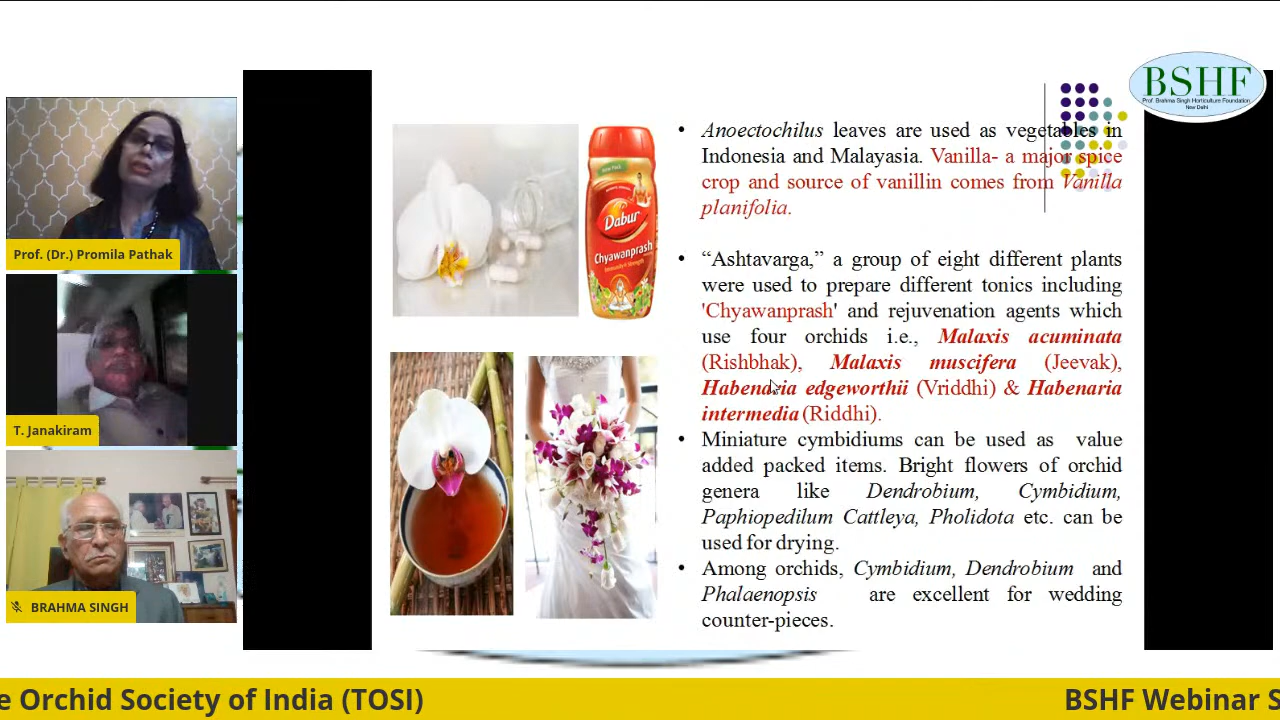 BSHF
Prof. Brahma Singh Horticulture Foundation
New Delhi
Prof. (Dr.) Promila Pathak
T. Janakiram
BRAHMA SINGH
Dabur
Chyawanprash
• Anoectochilus leaves are used as vegetables in
Indonesia and Malayasia. Vanilla- a major spice
crop and source of vanillin comes from Vanilla
planifolia.
• “Ashtavarga,” a group of eight different plants
were used to prepare different tonics including
'Chyawanprash' and rejuvenation agents which
use four orchids i.e., Malaxis acuminata
(Rishbhak), Malaxis muscifera (Jeevak),
Habenaria edgeworthii (Vriddhi) & Habenaria
intermedia (Riddhi).
• Miniature cymbidiums can be used as value
added packed items. Bright flowers of orchid
genera like Dendrobium, Cymbidium,
Paphiopedilum Cattleya, Pholidota etc. can be
used for drying.
• Among orchids, Cymbidium, Dendrobium and
Phalaenopsis are excellent for wedding
counter-pieces.
e Orchid Society of India (TOSI)
BSHF Webinar S